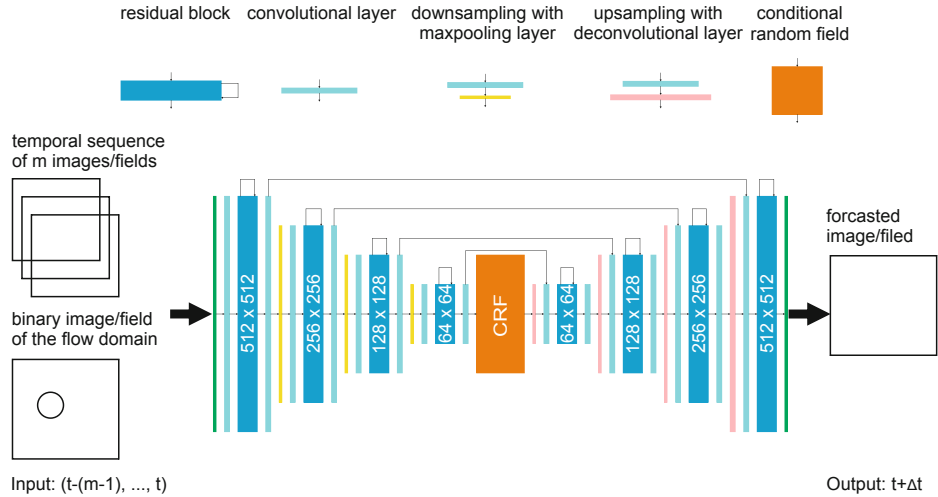 residual block
convolutional layer
downsampling with
maxpooling layer
upsampling with
deconvolutional layer
conditional
random field
temporal sequence
of m images/fields
binary image/field
of the flow domain
512 x 512
256 x 256
128 x 128
64 x 64
CRF
64 x 64
128 x 128
256 x 256
512 x 512
forcasted
image/filed
Input: (t-(m-1), ..., t)
Output: t+Δt